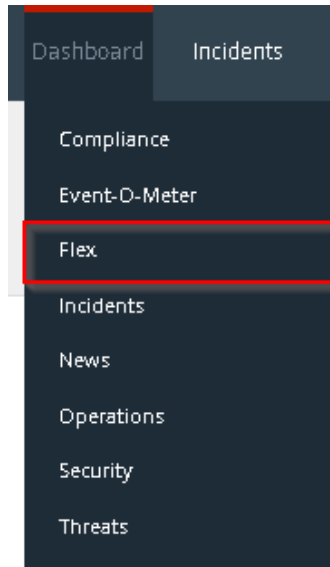 Dashboard Incidents
Compliance
Event-O-Meter
Flex
Incidents
News
Operations
Security
Threats